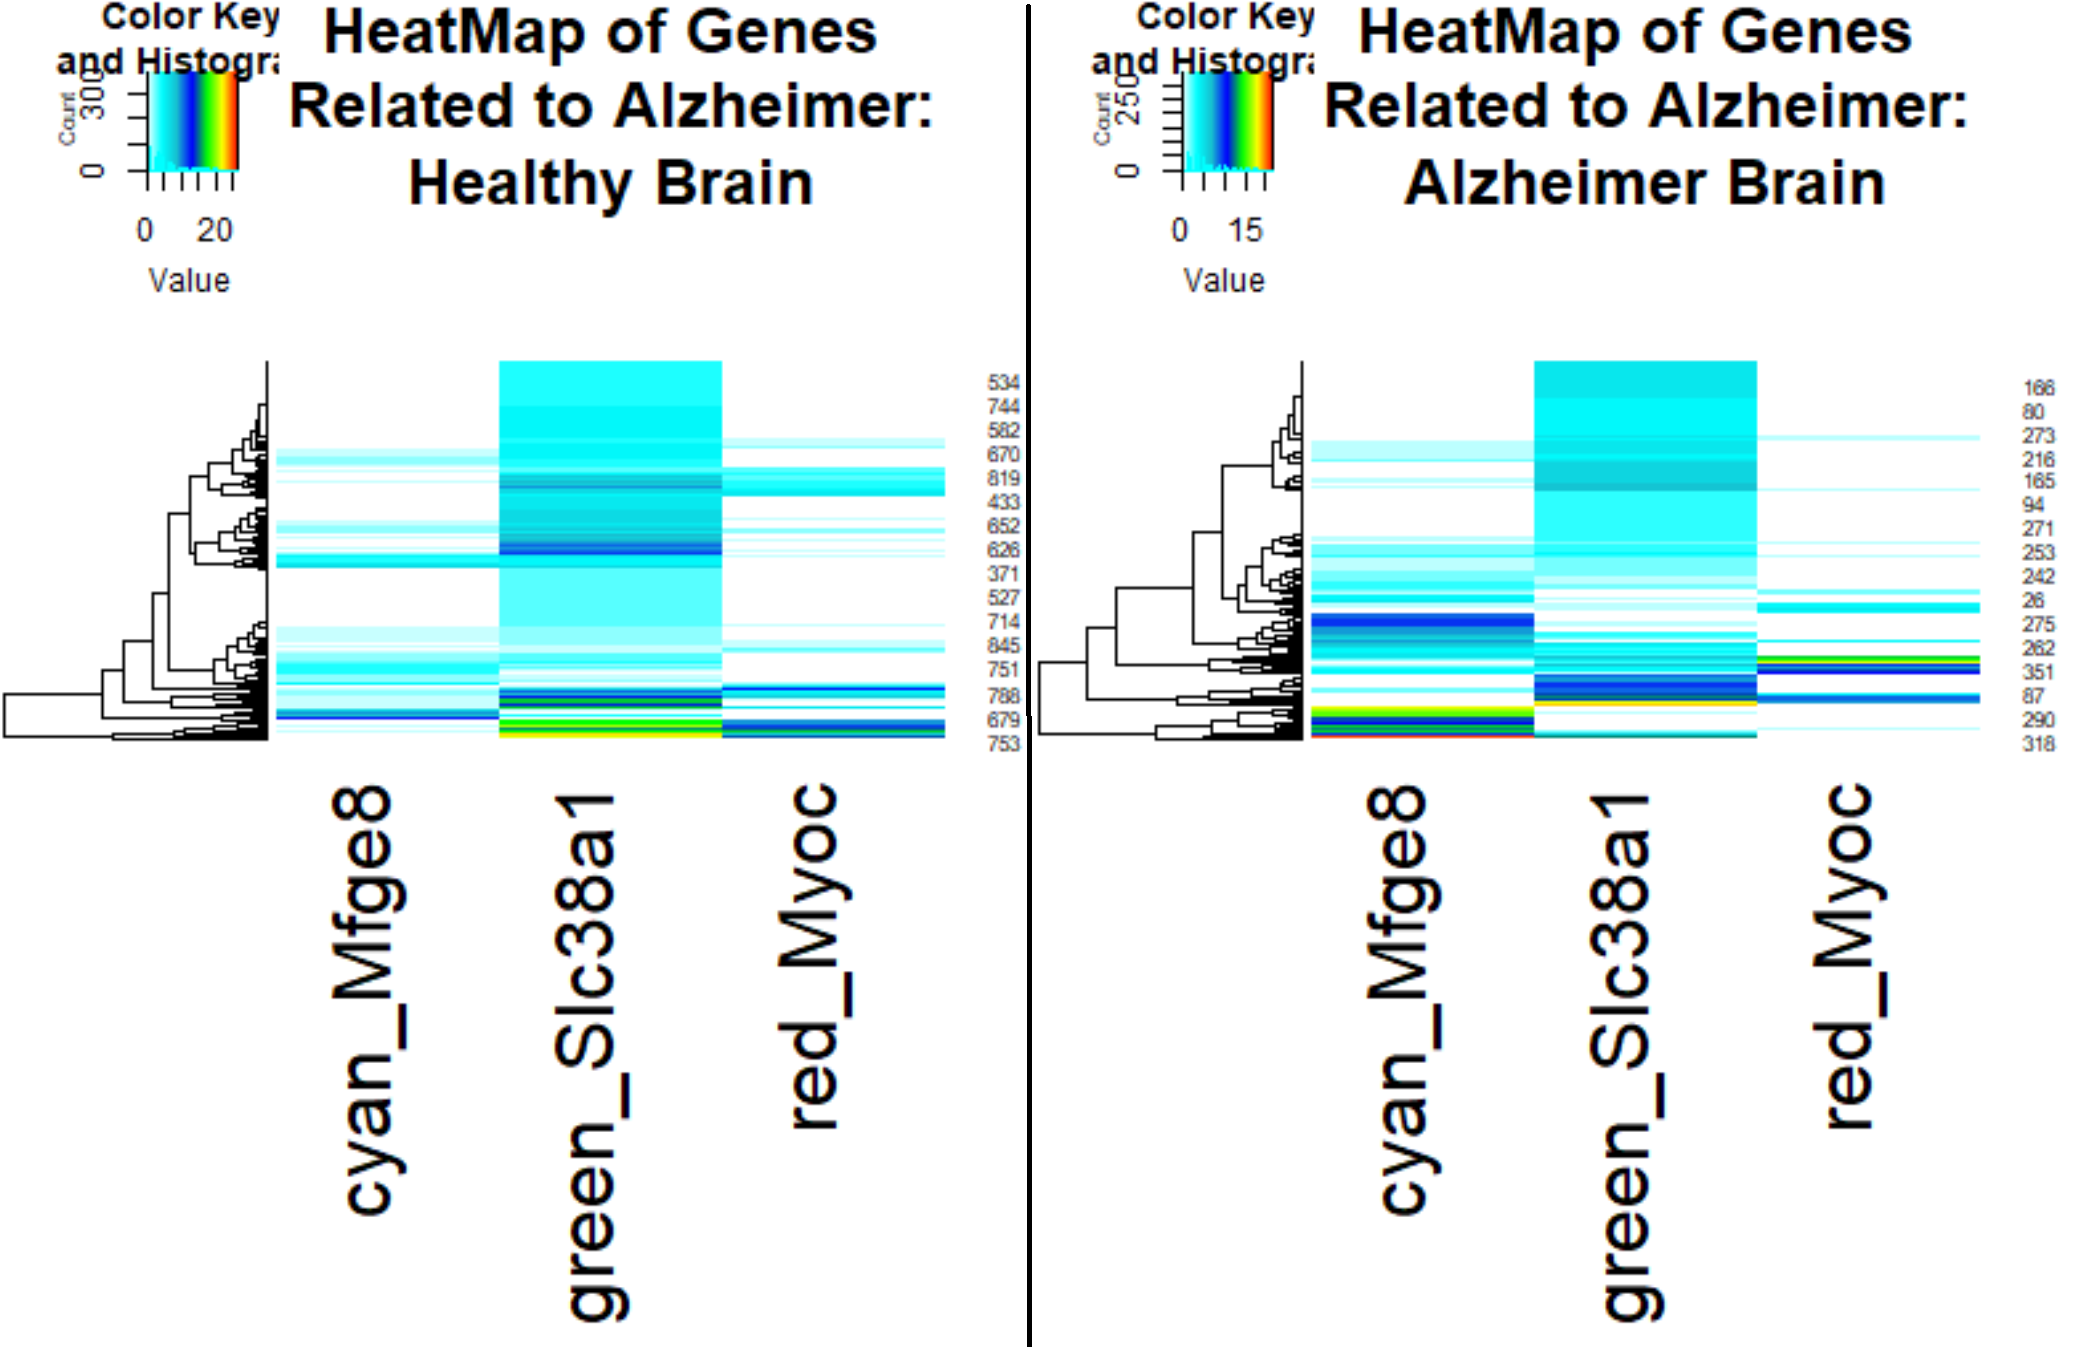 Color Key
and Histogra
HeatMap of Genes
Related to Alzheimer:
Healthy Brain
Count
0 300
0 20
Value
534
744
582
670
819
433
652
626
371
527
714
845
751
788
679
753
cyan_Mfge8
green_Slc38a1
red_Myoc
Color Key
and Histogra
HeatMap of Genes
Related to Alzheimer:
Alzheimer Brain
Count
0 250
0 15
Value
166
80
273
216
165
94
271
253
242
26
275
262
351
87
290
318
cyan_Mfge8
green_Slc38a1
red_Myoc